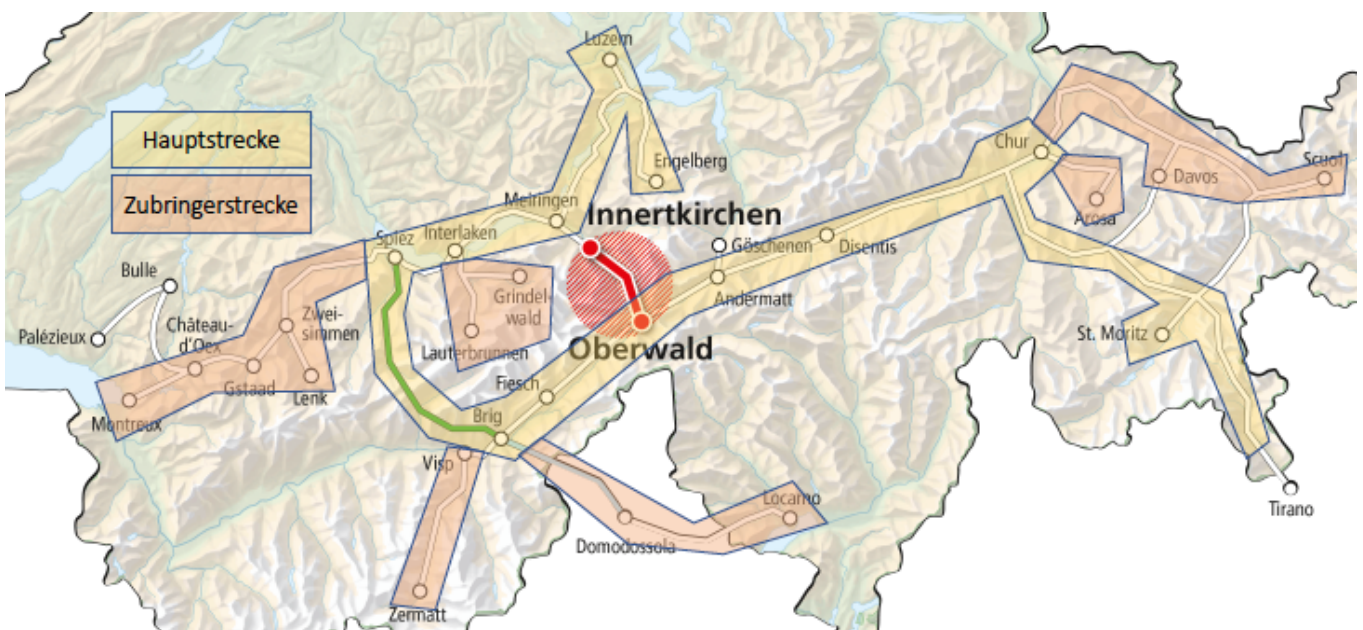 Luzern
Hauptstrecke
Zubringerstrecke
Chur
Engelberg
Davos
Scuol
Arosa
Meiringen
Innertkirchen
Interlaken
Spiez
Göschenen
Disentis
Bulle
Grindel-
wald
Andermatt
Zwei-
simmen
Palézieux
Château-
d'Oex
Lauterbrunnen
Oberwald
St. Moritz
Gstaad
Lenk
Fiesch
Montreux
Brig
Visp
Locarno
Tirano
Domodossola
Zermatt